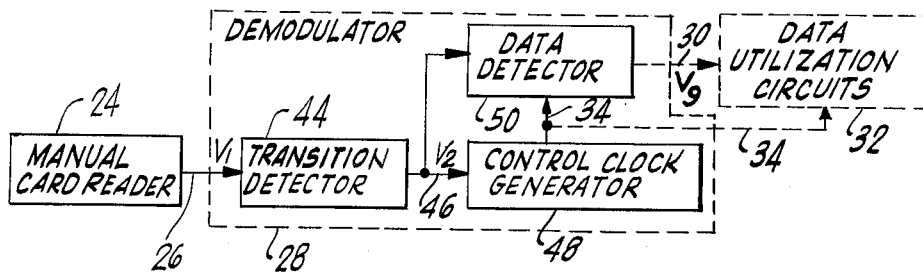 DEMODULATOR
DATA
DETECTOR
30
V9
DATA
UTILIZATION
CIRCUITS
24
44
50
34
34
32
MANUAL
CARD READER
V1
TRANSITION
DETECTOR
V2
46
CONTROL CLOCK
GENERATOR
26
28
48